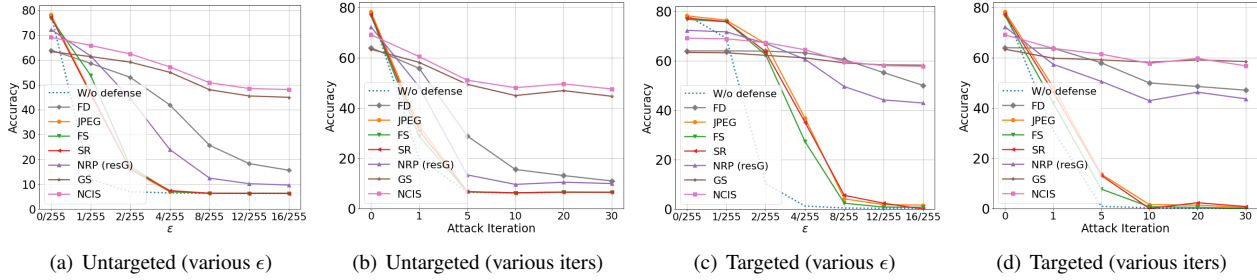 Accuracy
80
70
60
50
40
30
20
10
0
W/o defense
FD
JPEG
FS
SR
NRP (resG)
GS
NCIS
0/255 1/255 2/255 4/255 8/255 12/255 16/255
ϵ
(a) Untargeted (various ϵ)
Accuracy
80
60
40
20
0
W/o defense
FD
JPEG
FS
SR
NRP (resG)
GS
NCIS
0 1 5 10 20 30
Attack Iteration
(b) Untargeted (various iters)
Accuracy
80
60
40
20
0
W/o defense
FD
JPEG
FS
SR
NRP (resG)
GS
NCIS
0/255 1/255 2/255 4/255 8/255 12/255 16/255
ϵ
(c) Targeted (various ϵ)
Accuracy
80
60
40
20
0
W/o defense
FD
JPEG
FS
SR
NRP (resG)
GS
NCIS
0 1 5 10 20 30
Attack Iteration
(d) Targeted (various iters)